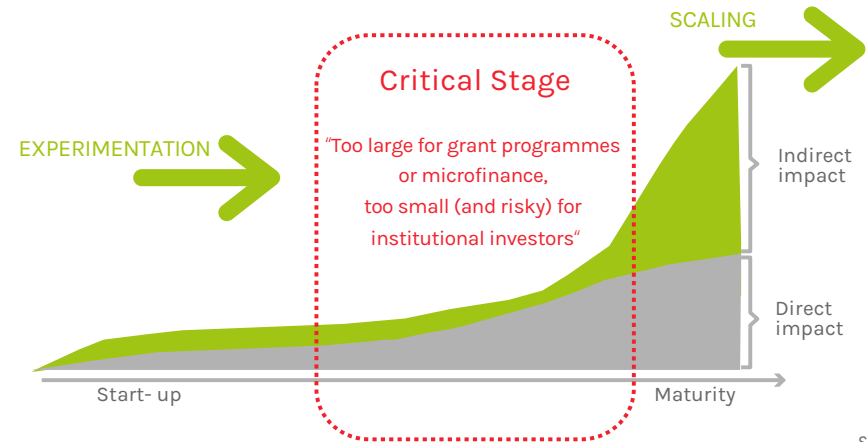 SCALING
Critical Stage
EXPERIMENTATION
"Too large for grant programmes
or microfinance,
too small (and risky) for
institutional investors"
Indirect
impact
Direct
impact
Start- up
Maturity